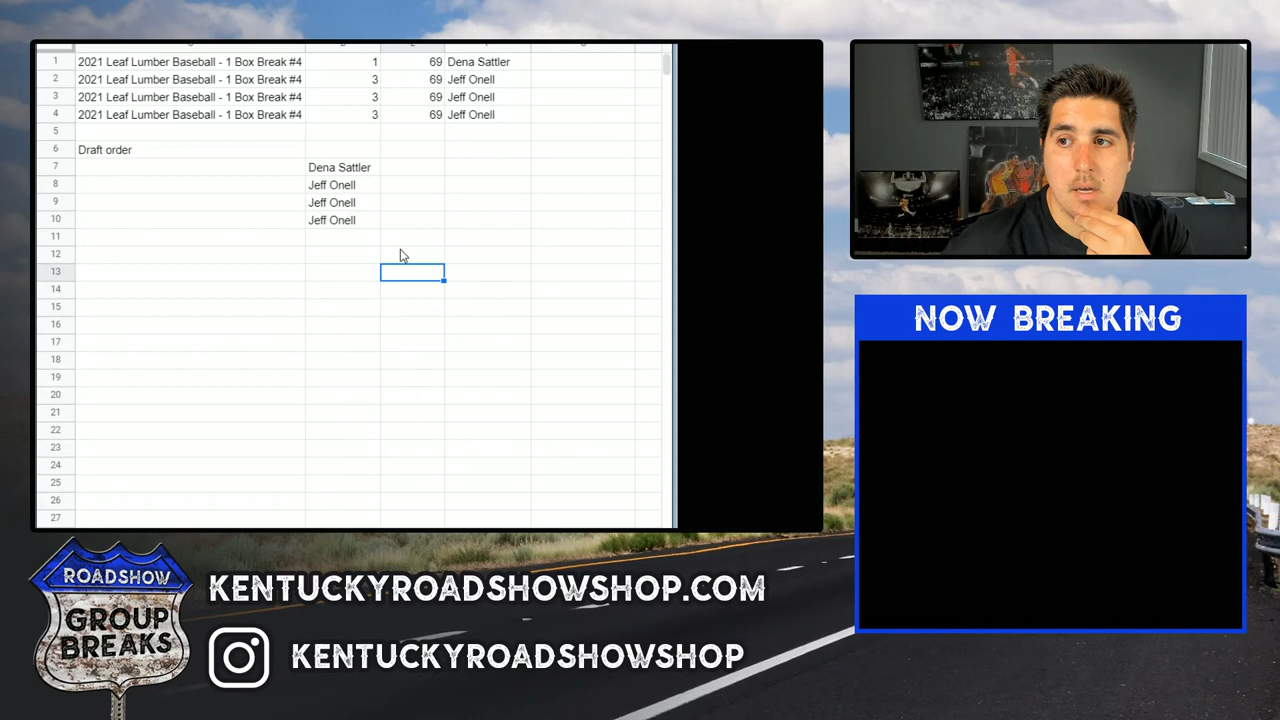 1 2021 Leaf Lumber Baseball - 1 Box Break #4 1 69 Dena Sattler
2 2021 Leaf Lumber Baseball - 1 Box Break #4 3 69 Jeff Onell
3 2021 Leaf Lumber Baseball - 1 Box Break #4 3 69 Jeff Onell
4 2021 Leaf Lumber Baseball - 1 Box Break #4 3 69 Jeff Onell
5
6 Draft order
7 Dena Sattler
8 Jeff Onell
9 Jeff Onell
10 Jeff Onell
11
12
13
14
15
16
17
18
19
20
21
22
23
24
25
26
27
NOW BREAKING
ROADSHOW
GROUP
BREAKS
KENTUCKYROADSHOWSHOP.COM
KENTUCKYROADSHOWSHOP